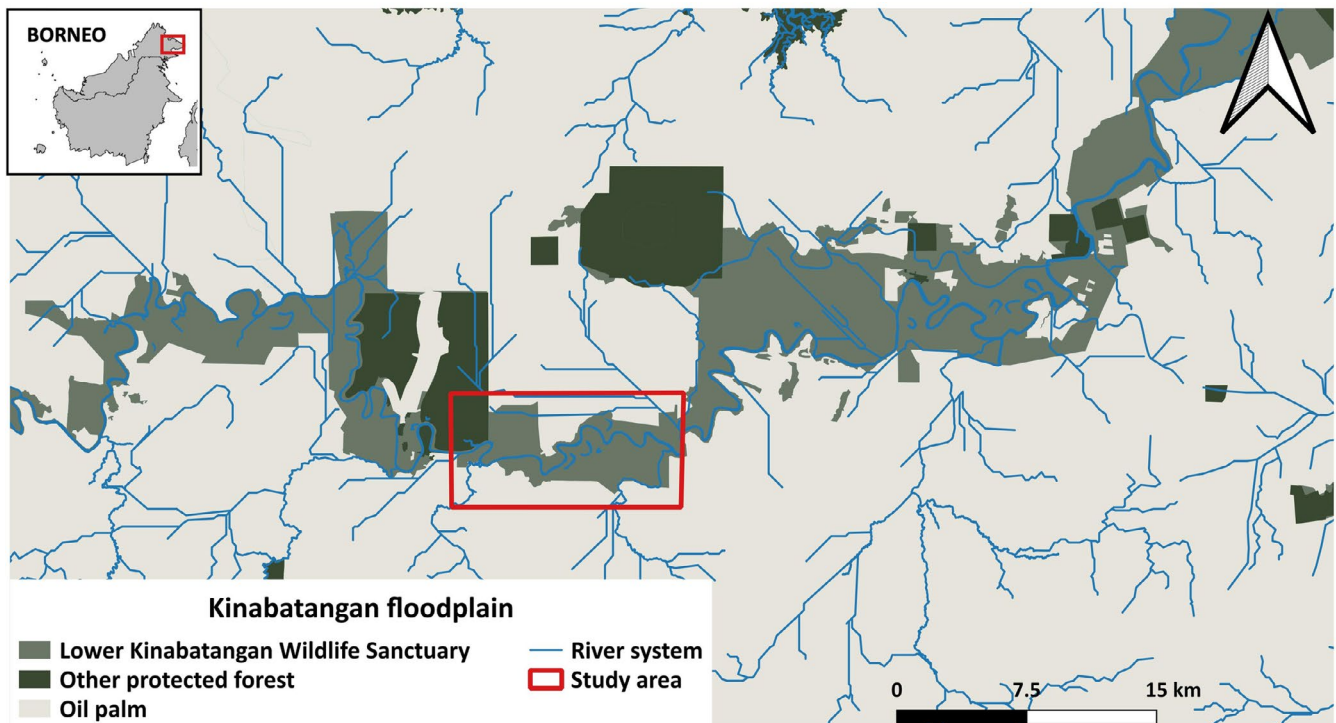 BORNEO
Kinabatangan floodplain
Lower Kinabatangan Wildlife Sanctuary
Other protected forest
Oil palm
River system
Study area
0 7.5 15 km